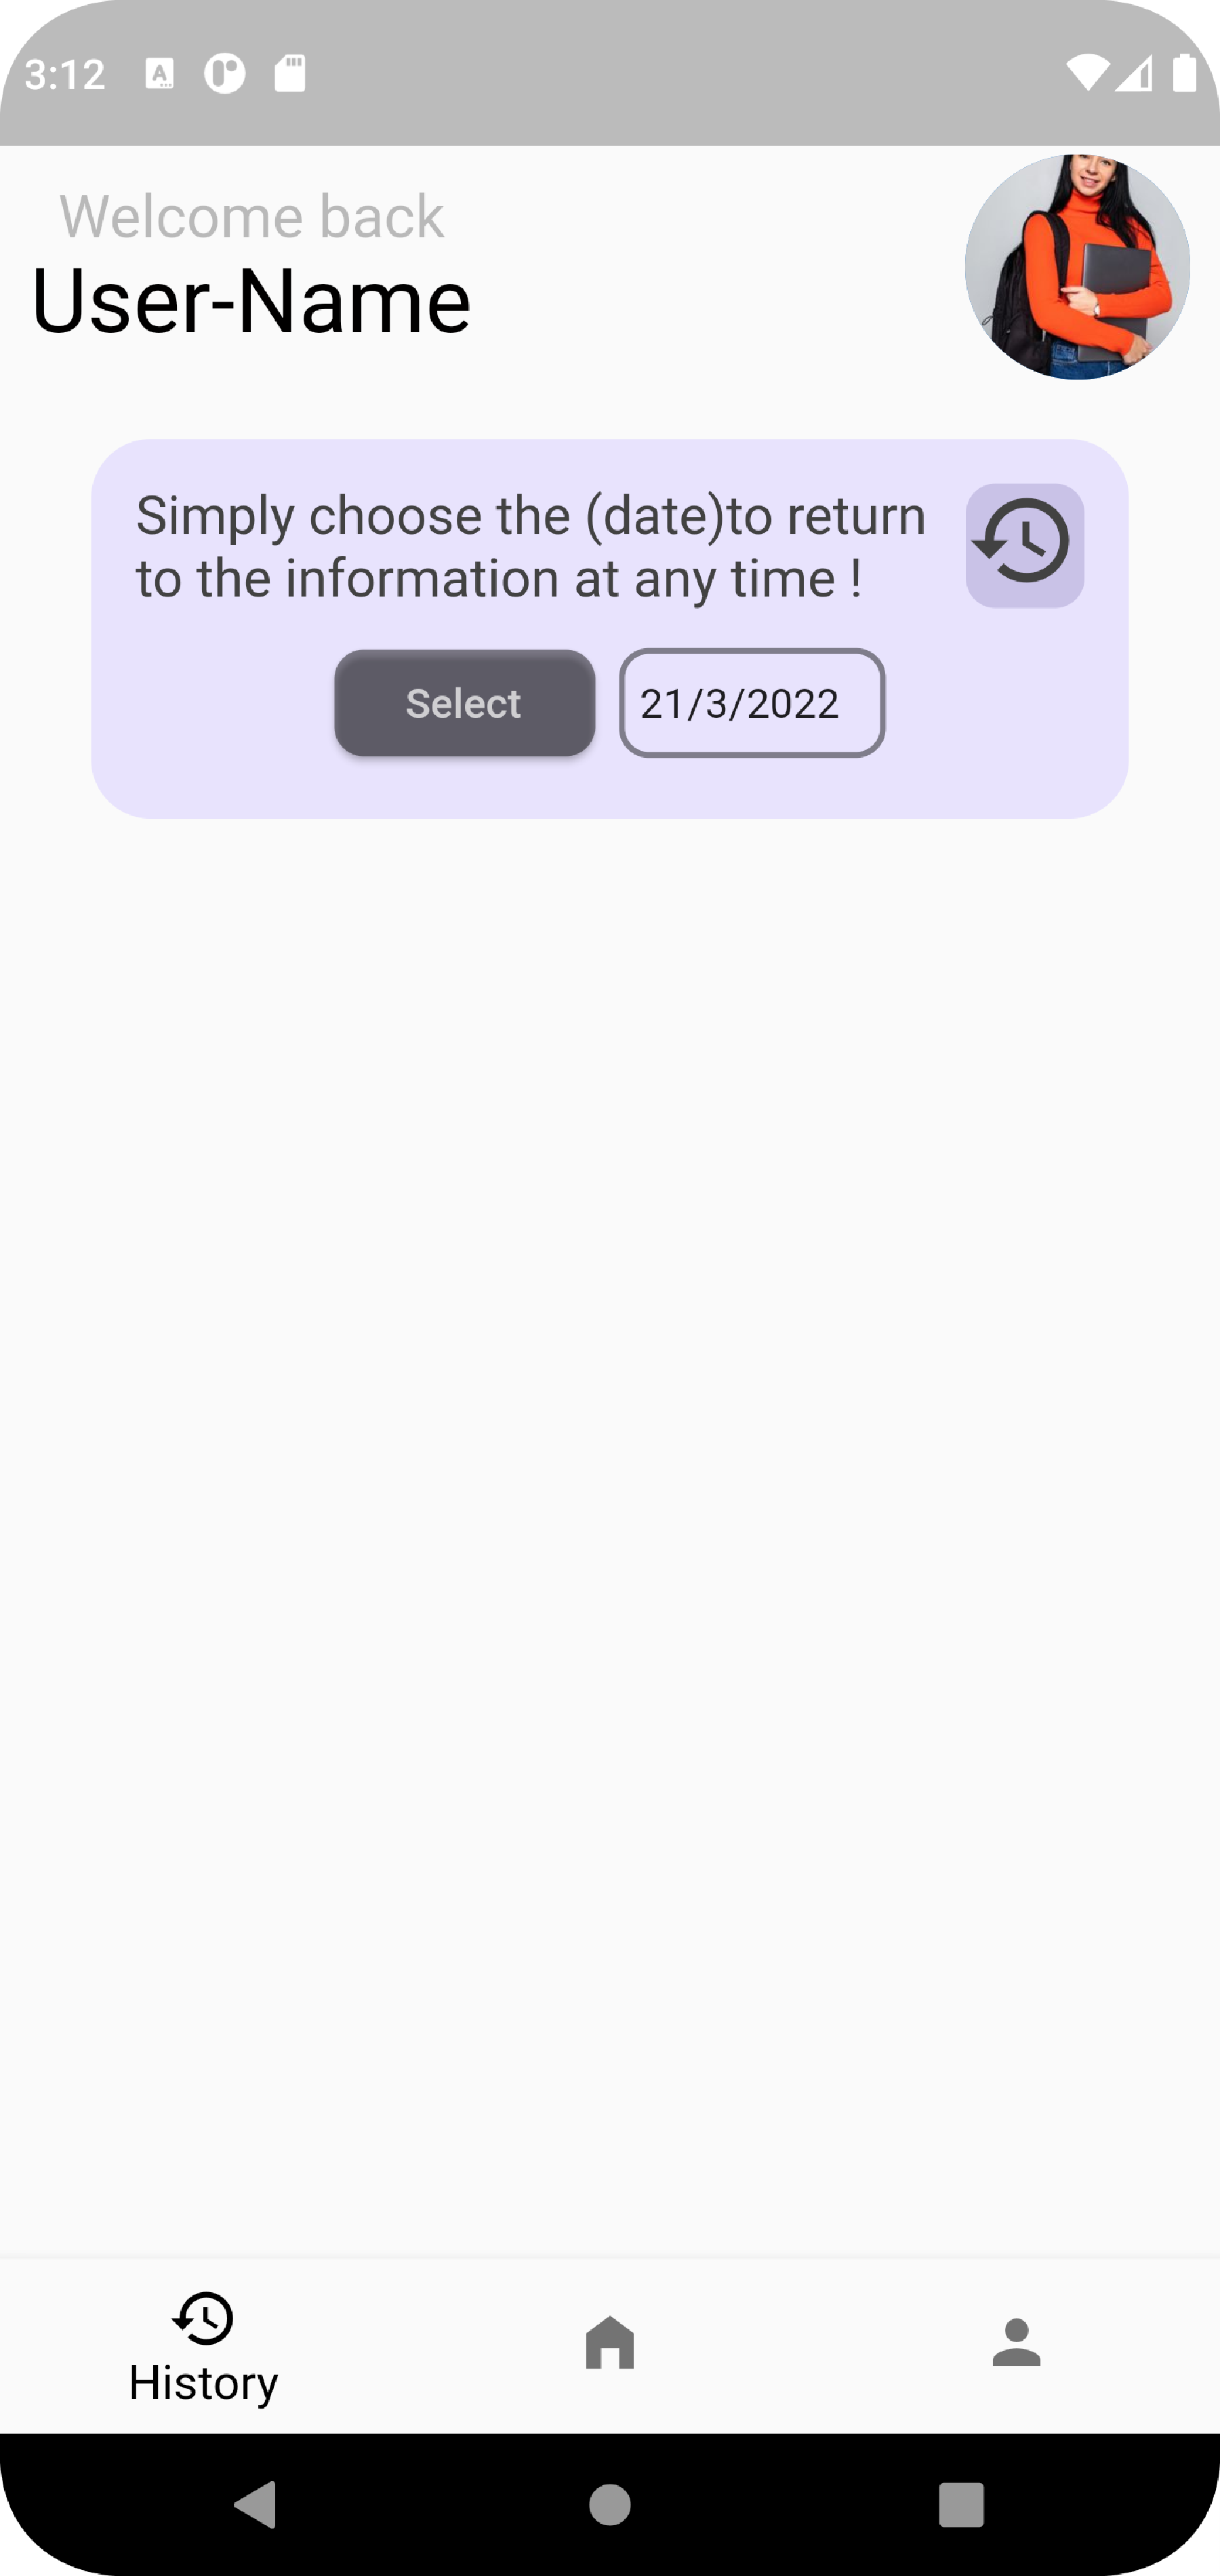 3:12
Welcome back
User-Name
Simply choose the (date)to return
to the information at any time !
Select
21/3/2022
History